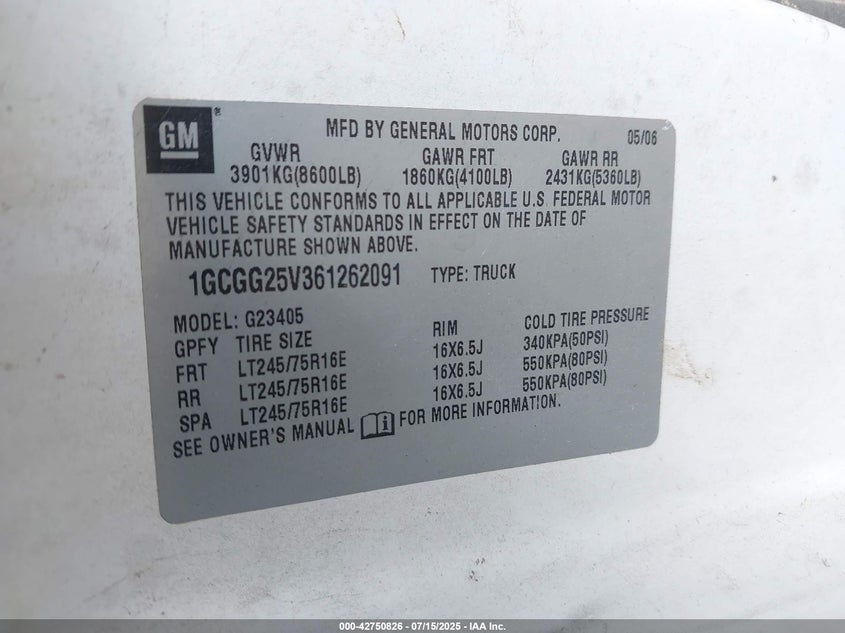 GM
MFD BY GENERAL MOTORS CORP. 05/06
GVWR GAWR FRT GAWR RR
3901KG(8600LB) 1860KG(4100LB) 2431KG(5360LB)
THIS VEHICLE CONFORMS TO ALL APPLICABLE U.S. FEDERAL MOTOR
VEHICLE SAFETY STANDARDS IN EFFECT ON THE DATE OF
MANUFACTURE SHOWN ABOVE.
1GCGG25V361262091 TYPE: TRUCK
MODEL: G23405
GPFY TIRE SIZE RIM COLD TIRE PRESSURE
FRT LT245/75R16E 16X6.5J 340KPA(50PSI)
RR LT245/75R16E 16X6.5J 550KPA(80PSI)
SPA LT245/75R16E 16X6.5J 550KPA(80PSI)
SEE OWNER'S MANUAL FOR MORE INFORMATION.
000-42750826 - 07/15/2025 - IAA Inc.